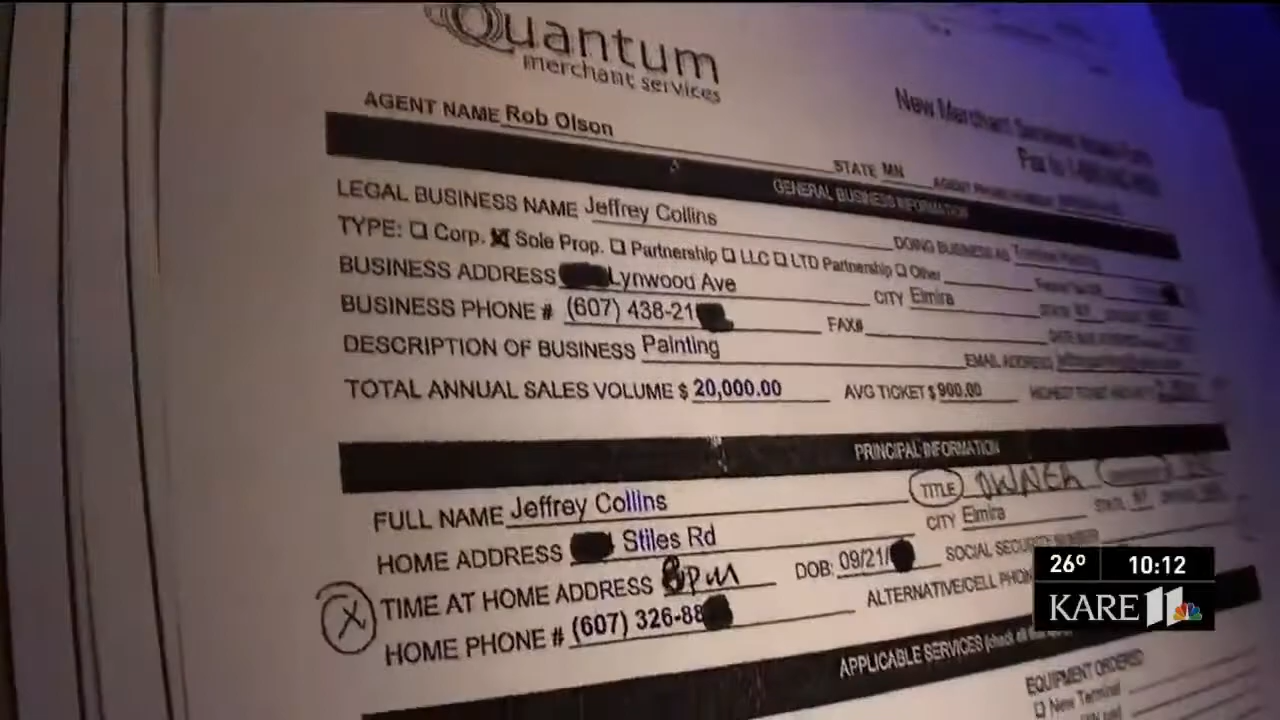 Quantum
merchant services
New Merchant Services
Fax to
AGENT NAME Rob Olson STATE MN
GENERAL BUSINESS INFORMATION
LEGAL BUSINESS NAME Jeffrey Collins DOING BUSINESS AS
TYPE: ☐ Corp. ☒ Sole Prop. ☐ Partnership ☐ LLC ☐ LTD Partnership ☐ Other
BUSINESS ADDRESS Lynwood Ave CITY Elmira
BUSINESS PHONE # (607) 438-21 FAX#
DESCRIPTION OF BUSINESS Painting EMAIL ADDRESS
TOTAL ANNUAL SALES VOLUME $ 20,000.00 AVG TICKET $ 900.00
PRINCIPAL INFORMATION
FULL NAME Jeffrey Collins TITLE OWNER
HOME ADDRESS Stiles Rd CITY Elmira
X TIME AT HOME ADDRESS 8pm DOB: 09/21/ SOCIAL SECURITY NUMBER
HOME PHONE # (607) 326-88 ALTERNATIVE/CELL
APPLICABLE SERVICES (check all
EQUIPMENT ORDERED
☐ New Terminal
26° 10:12
KARE 11